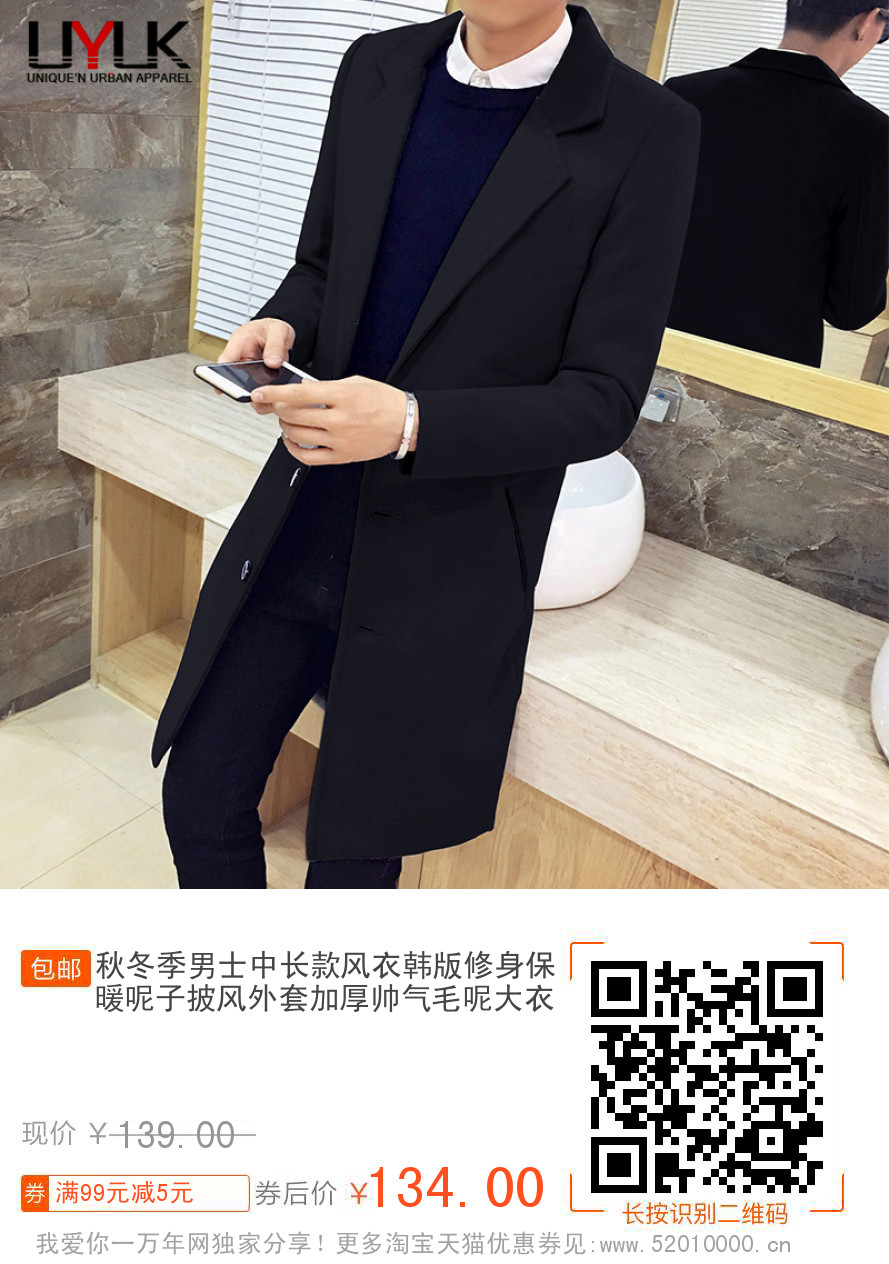 UYUK
UNIQUE'N URBAN APPAREL
包邮 秋冬季男士中长款风衣韩版修身保
暖呢子披风外套加厚帅气毛呢大衣
现价 ¥139.00
券 满99元减5元 券后价 ¥134.00
长按识别二维码
我爱你一万年网独家分享！更多淘宝天猫优惠券见:www.52010000.cn